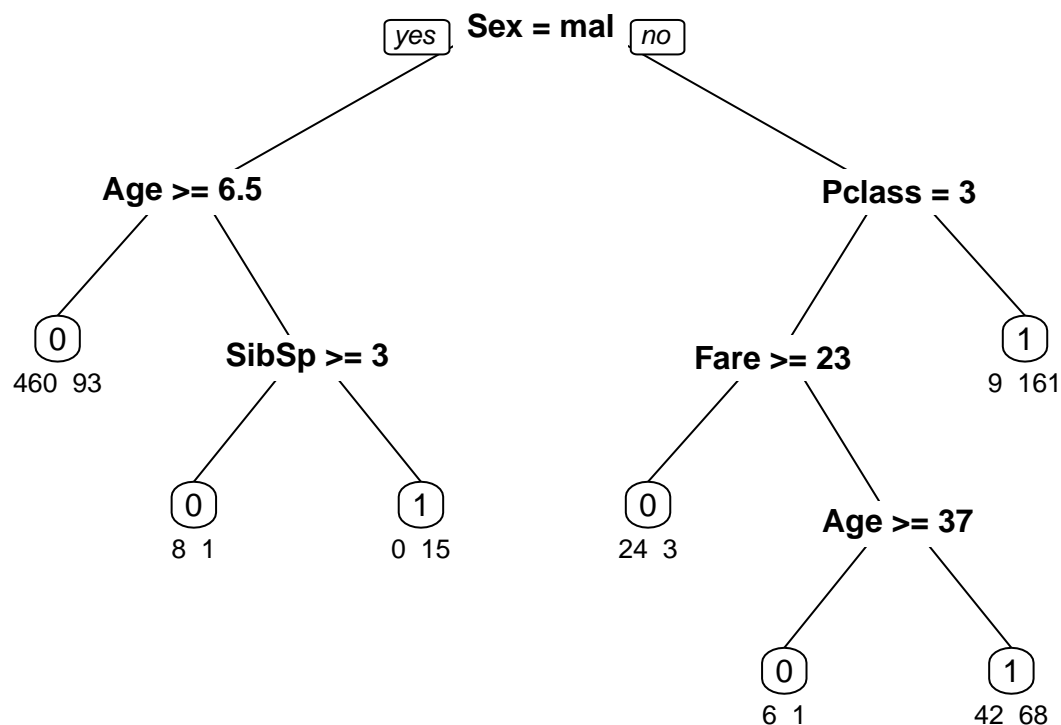 yes Sex = mal no
Age >= 6.5 Pclass = 3
0 SibSp >= 3 Fare >= 23 1
460 93 9 161
0 1 0 Age >= 37
8 1 0 15 24 3
0 1
6 1 42 68